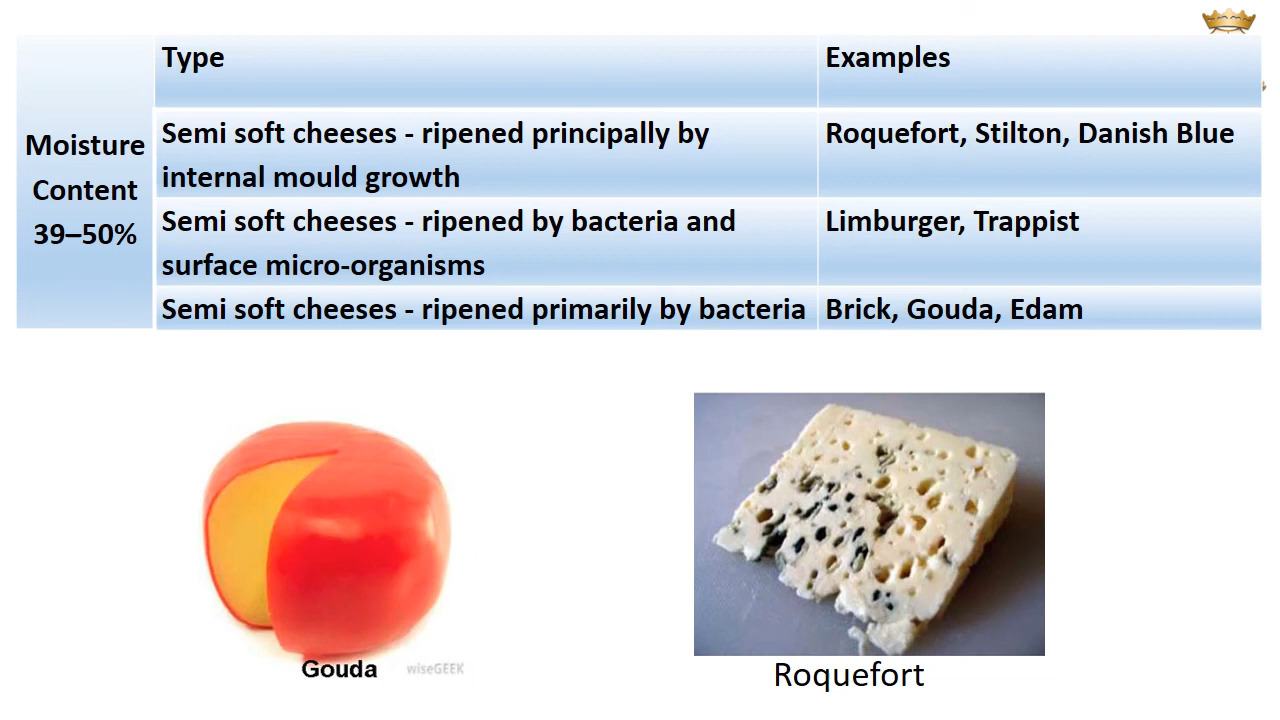 Type
Examples
Moisture
Content
39–50%
Semi soft cheeses - ripened principally by
internal mould growth
Roquefort, Stilton, Danish Blue
Semi soft cheeses - ripened by bacteria and
surface micro-organisms
Limburger, Trappist
Semi soft cheeses - ripened primarily by bacteria
Brick, Gouda, Edam
Gouda
wiseGEEK
Roquefort